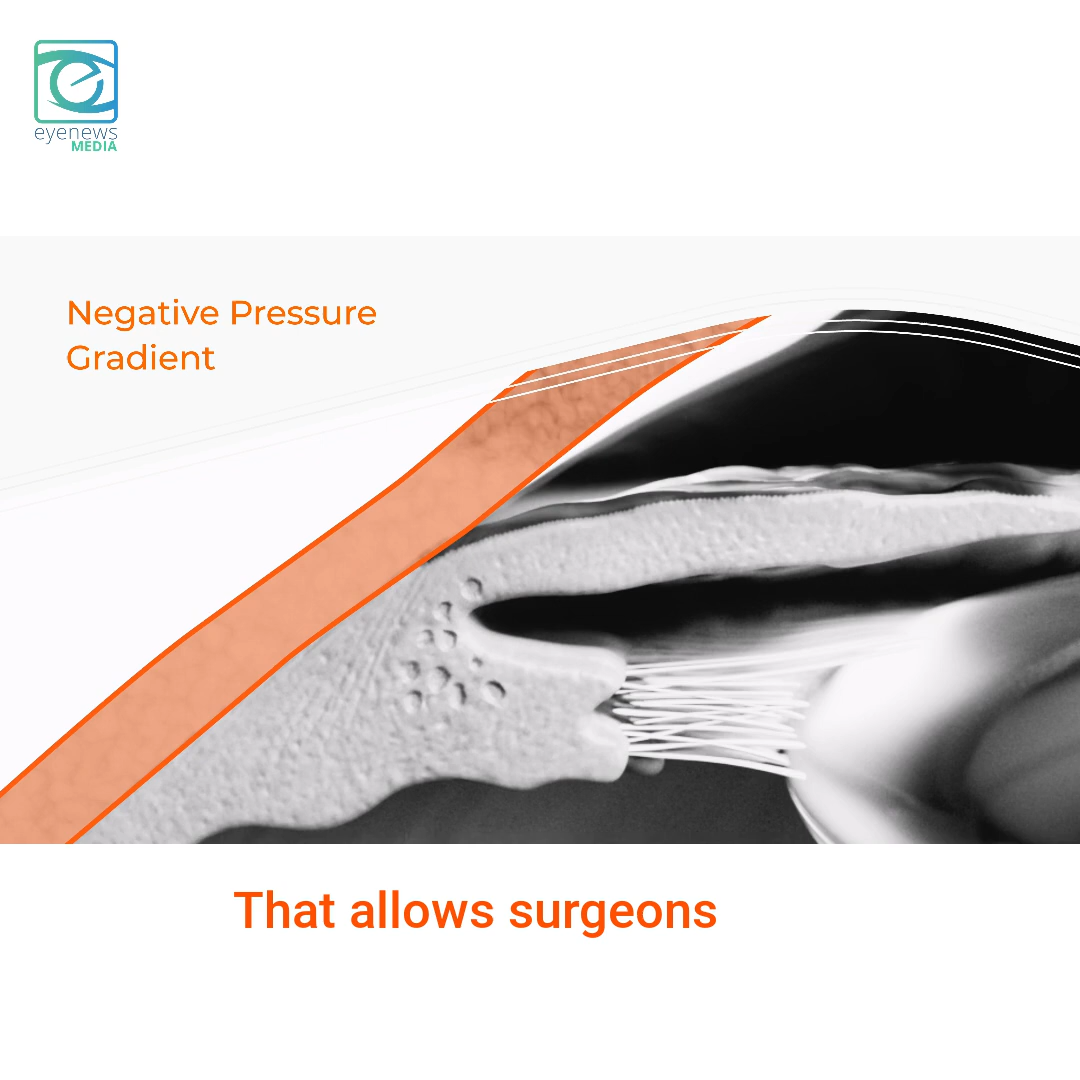 eyenews
MEDIA
Negative Pressure
Gradient
That allows surgeons